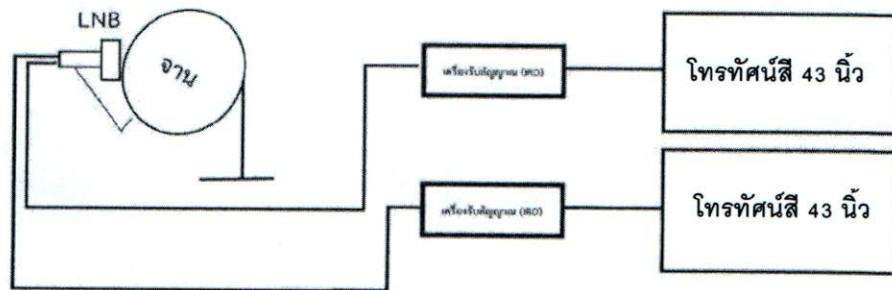 LNB
จาน
เครื่องรับสัญญาณ (IRD)
โทรทัศน์สี 43 นิ้ว
เครื่องรับสัญญาณ (IRD)
โทรทัศน์สี 43 นิ้ว